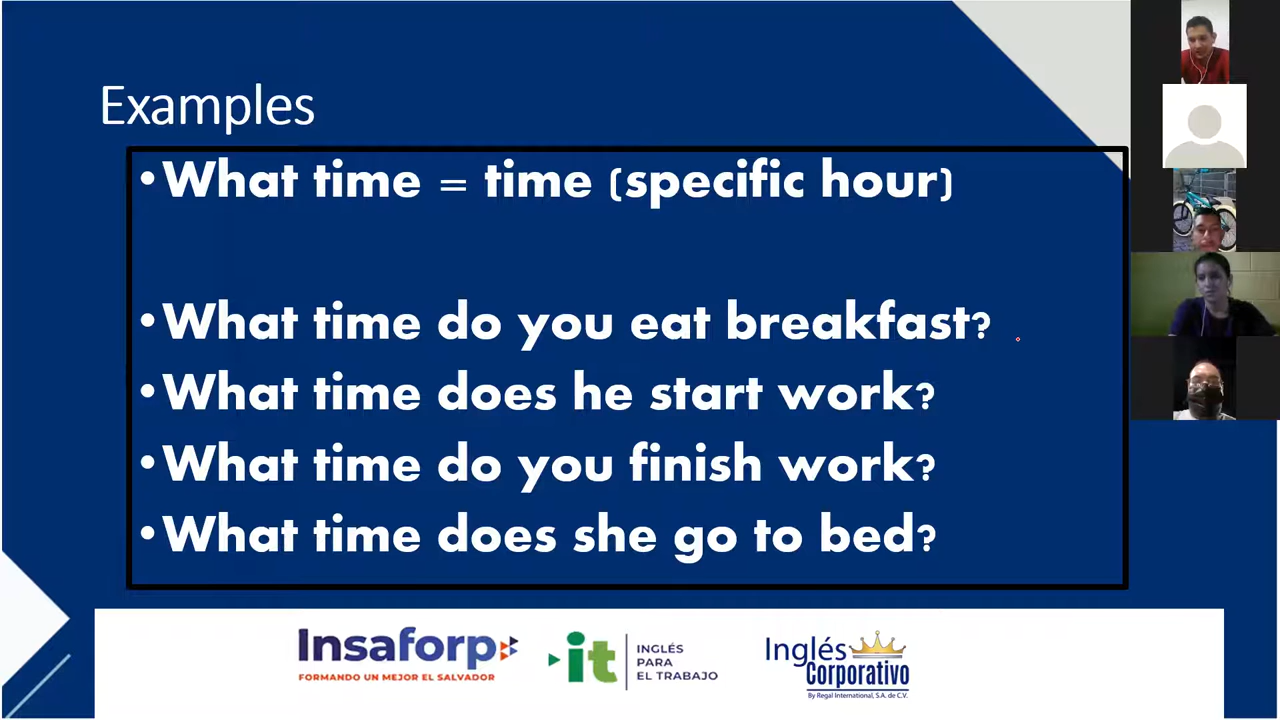 Examples
•What time = time (specific hour)
•What time do you eat breakfast?
•What time does he start work?
•What time do you finish work?
•What time does she go to bed?
Insaforp
FORMANDO UN MEJOR EL SALVADOR
it
INGLÉS
PARA
EL TRABAJO
Inglés
Corporativo
By Regal International, S.A. de C.V.